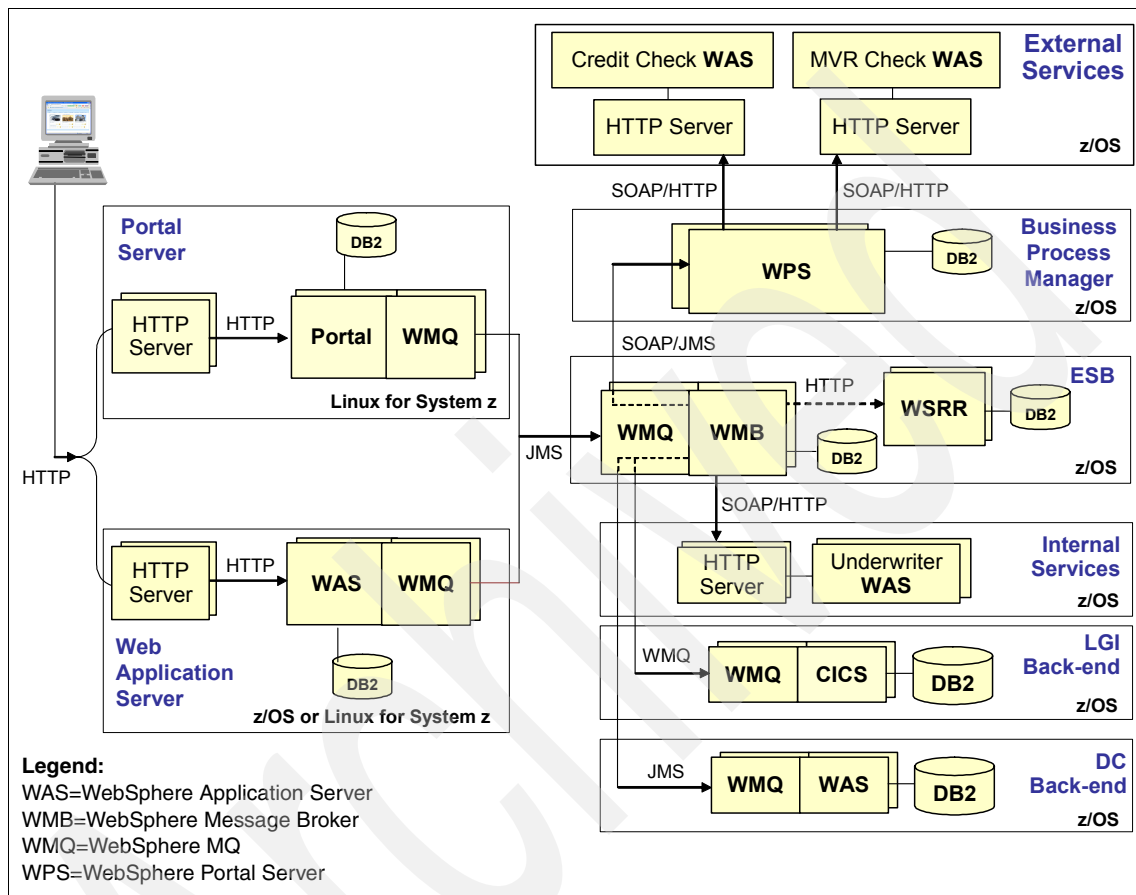 External
Services
Credit Check WAS
MVR Check WAS
HTTP Server
HTTP Server
z/OS
SOAP/HTTP
SOAP/HTTP
Portal
Server
DB2
HTTP
Server
HTTP
Portal
WMQ
Linux for System z
Business
Process
Manager
WPS
DB2
z/OS
SOAP/JMS
ESB
HTTP
WMQ
WMB
WSRR
DB2
DB2
z/OS
JMS
HTTP
SOAP/HTTP
HTTP
Server
HTTP
WAS
WMQ
Web
Application
Server
DB2
z/OS or Linux for System z
Internal
Services
HTTP
Server
Underwriter
WAS
z/OS
LGI
Back-end
WMQ
WMQ
CICS
DB2
z/OS
DC
Back-end
JMS
WMQ
WAS
DB2
z/OS
Legend:
WAS=WebSphere Application Server
WMB=WebSphere Message Broker
WMQ=WebSphere MQ
WPS=WebSphere Portal Server
Archived